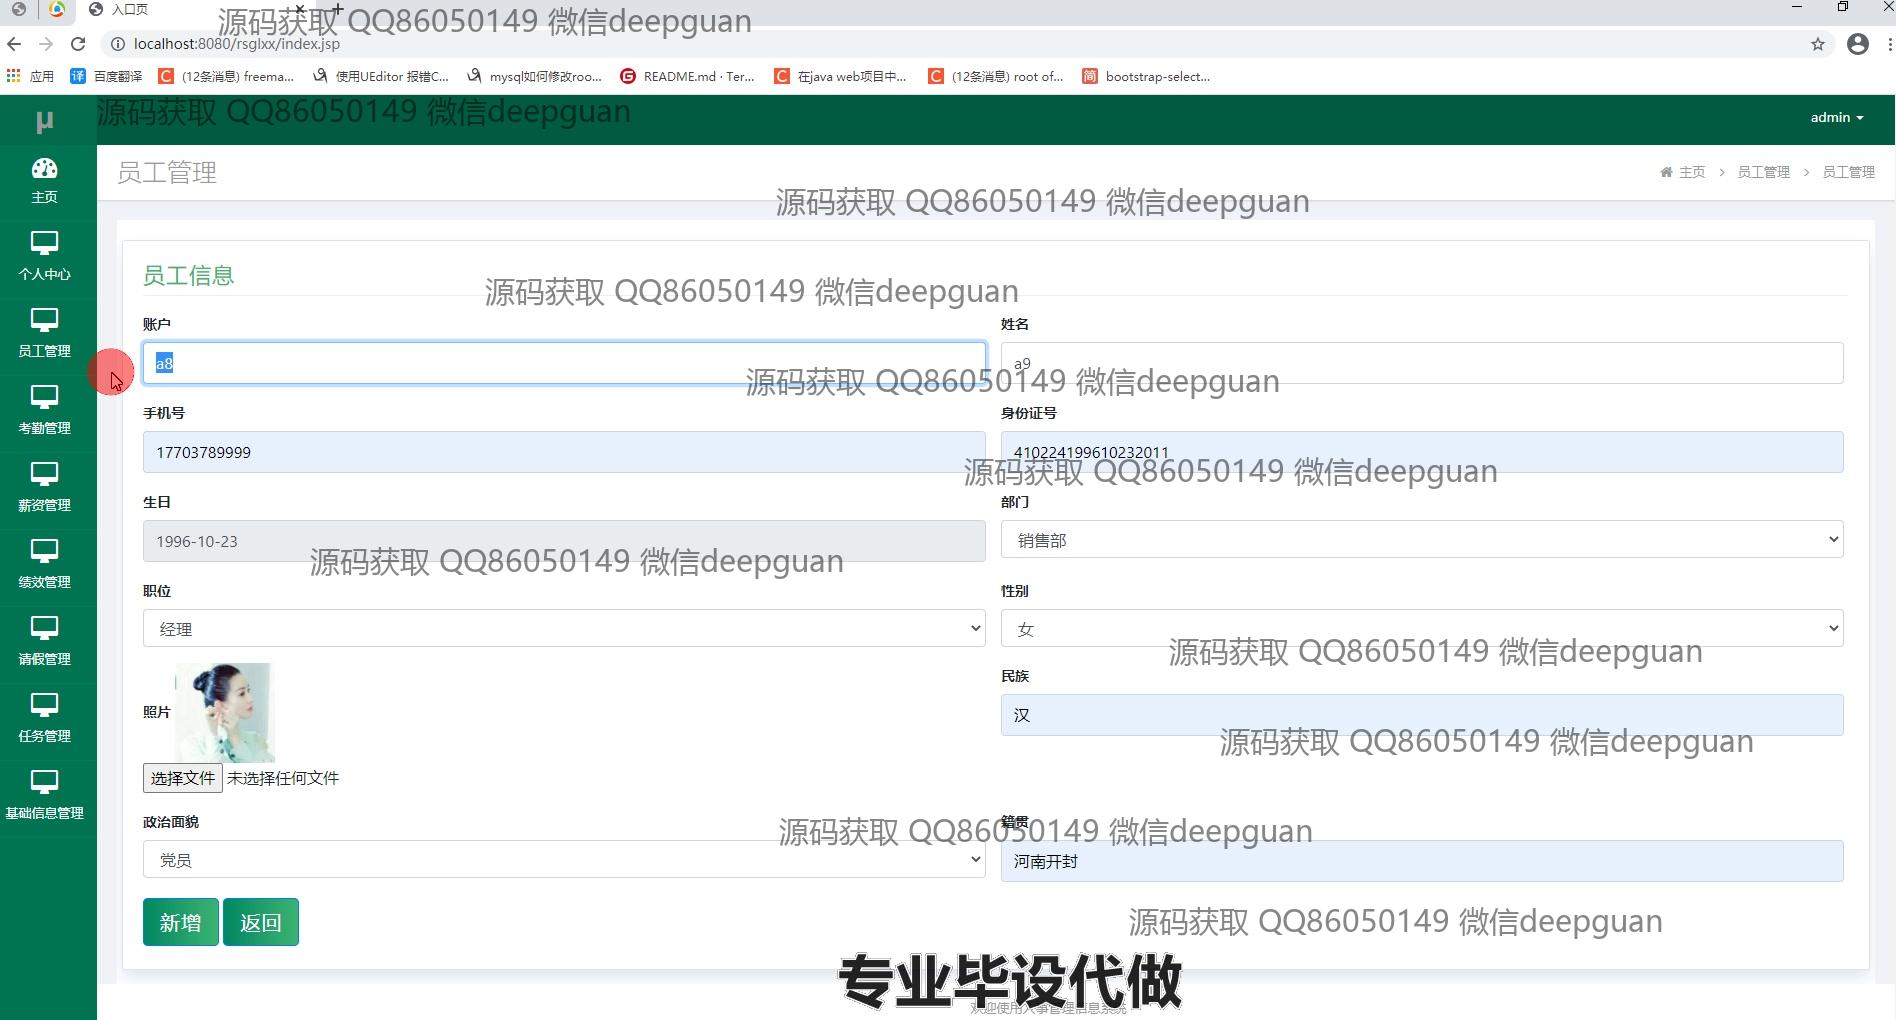 入口页
源码获取 QQ86050149 微信deepguan
localhost:8080/rsglxx/index.jsp
应用 百度翻译 (12条消息) freema... 使用UEditor 报错C... mysql如何修改roo... README.md · Ter... 在java web项目中... (12条消息) root of... bootstrap-select...
μ
源码获取 QQ86050149 微信deepguan
admin
主页
个人中心
员工管理
考勤管理
薪资管理
绩效管理
请假管理
任务管理
基础信息管理
员工管理
主页 > 员工管理 > 员工管理
源码获取 QQ86050149 微信deepguan
员工信息
源码获取 QQ86050149 微信deepguan
账户
姓名
a8
a9
源码获取 QQ86050149 微信deepguan
手机号
身份证号
17703789999
410224199610232011
源码获取 QQ86050149 微信deepguan
生日
部门
1996-10-23
销售部
源码获取 QQ86050149 微信deepguan
职位
性别
经理
女
源码获取 QQ86050149 微信deepguan
照片
民族
汉
源码获取 QQ86050149 微信deepguan
选择文件 未选择任何文件
政治面貌
籍贯
源码获取 QQ86050149 微信deepguan
党员
河南开封
新增 返回
源码获取 QQ86050149 微信deepguan
专业毕设代做
欢迎使用人事管理信息系统